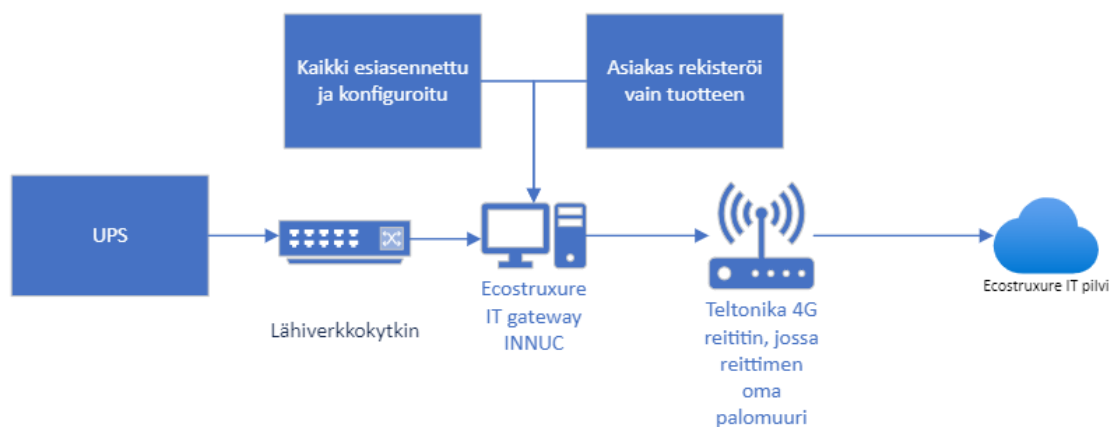 Kaikki esiasennettu
ja konfiguroitu
Asiakas rekisteröi
vain tuotteen
UPS
Lähiverkkokytkin
Ecostruxure
IT gateway
INNUC
Teltonika 4G
reititin, jossa
reittimen
oma
palomuuri
Ecostruxure IT pilvi